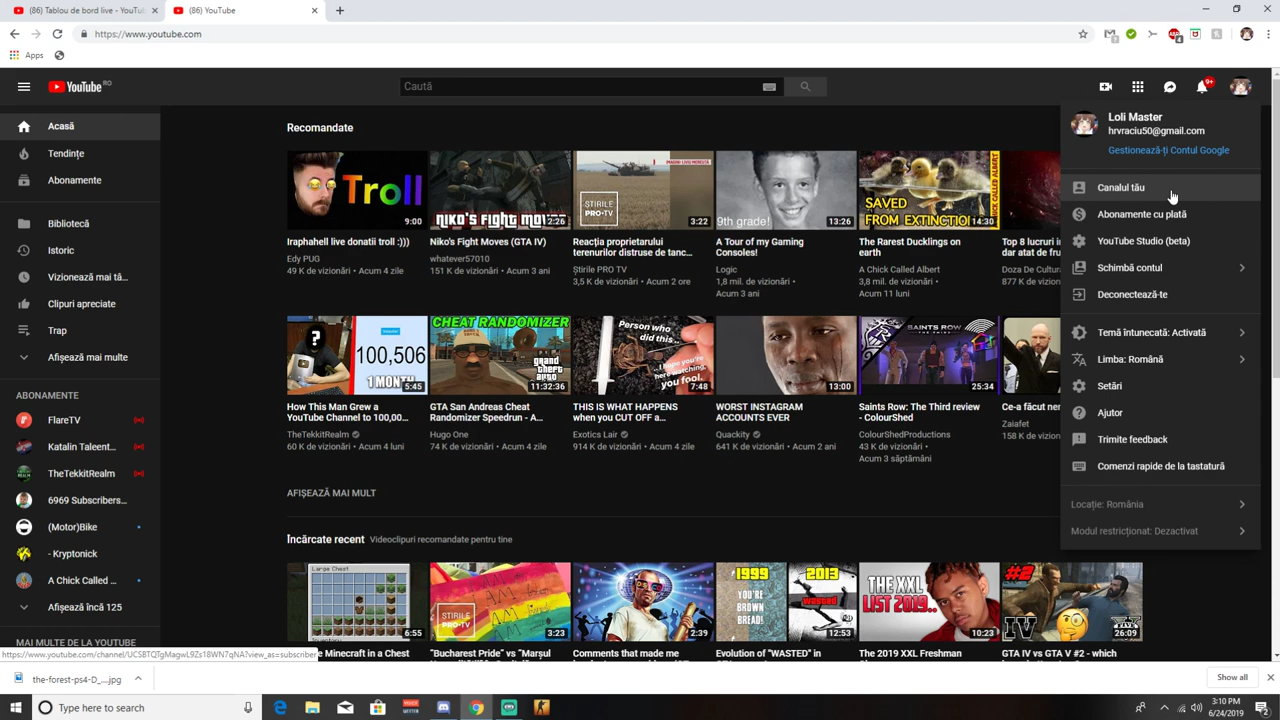 (86) Tablou de bord live - YouTu
(86) YouTube
https://www.youtube.com
Apps
YouTube RO
Caută
9+
Acasă
Tendințe
Abonamente
Bibliotecă
Istoric
Vizionează mai tâ...
Clipuri apreciate
Trap
Afișează mai multe
ABONAMENTE
FlareTV
Katalin Taleent...
TheTekkitRealm
6969 Subscribers...
(Motor)Bike
- Kryptonick
A Chick Called ...
Afișează încă 125
MAI MULTE DE LA YOUTUBE
Recomandate
Troll
9:00
Iraphahell live donatii troll :)))
Edy PUG
49 K de vizionări • Acum 4 zile
NIKO'S FIGHT MOVES
2:26
Niko's Fight Moves (GTA IV)
whatever57010
151 K de vizionări • Acum 3 ani
ȘTIRILE
PRO•TV
3:22
Reacția proprietarului
terenurilor distruse de tanc...
Știrile PRO TV
3,5 K de vizionări • Acum 2 ore
9th grade!
13:26
A Tour of my Gaming
Consoles!
Logic
1,8 mil. de vizionări •
Acum 3 ani
SAVED
FROM EXTINCTION
14:30
The Rarest Ducklings on
earth
A Chick Called Albert
3,8 mil. de vizionări •
Acum 11 luni
Top 8 lucruri i
dar atat de fru
Doza De Cultur
877 K de vizion
100,506
1 MONTH
5:45
How This Man Grew a
YouTube Channel to 100,00...
TheTekkitRealm
60 K de vizionări • Acum 4 luni
CHEAT RANDOMIZER
grand
theft
auto
11:32:36
GTA San Andreas Cheat
Randomizer Speedrun - A...
Hugo One
74 K de vizionări • Acum 4 zile
Person who
did this...
I hope you're
here watching,
you fool.
7:48
THIS IS WHAT HAPPENS
when you CUT OFF a...
Exotics Lair
914 K de vizionări • Acum 4 zile
13:00
WORST INSTAGRAM
ACCOUNTS EVER
Quackity
641 K de vizionări • Acum 2 ani
SAINTS ROW
THE THIRD
25:34
Saints Row: The Third review
- ColourShed
ColourShedProductions
43 K de vizionări •
Acum 3 săptămâni
Ce-a făcut ner
Zaiafet
158 K de vizion
AFIȘEAZĂ MAI MULT
Încărcate recent Videoclipuri recomandate pentru tine
Large Chest
Inventory
6:55
e Minecraft in a Chest
ȘTIRILE
PRO•TV
3:23
"Bucharest Pride" vs "Marșul
2:39
Comments that made me
1999
2013
YOU'RE
BROWN
BREAD!
wasted
12:53
Evolution of "WASTED" in
THE XXL
LIST 2019..
10:23
The 2019 XXL Freshman
#2
IV
V
26:09
GTA IV vs GTA V #2 - which
Loli Master
hrvraciu50@gmail.com
Gestionează-ți Contul Google
Canalul tău
Abonamente cu plată
YouTube Studio (beta)
Schimbă contul
Deconectează-te
Temă întunecată: Activată
Limba: Română
Setări
Ajutor
Trimite feedback
Comenzi rapide de la tastatură
Locație: România
Modul restricționat: Dezactivat
https://www.youtube.com/channel/UCSBTQTgMagwL9Zs18WN7qNA?view_as=subscriber
the-forest-ps4-D_....jpg
Show all
Type here to search
3:10 PM
6/24/2019
2